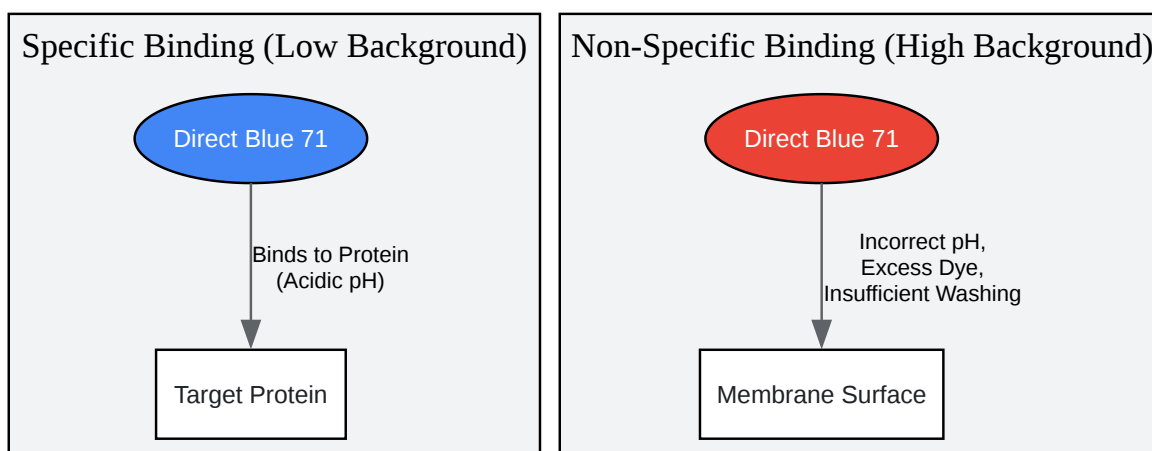 Specific Binding (Low Background)
Direct Blue 71
Binds to Protein
(Acidic pH)
Target Protein
Non-Specific Binding (High Background)
Direct Blue 71
Incorrect pH,
Excess Dye,
Insufficient Washing
Membrane Surface